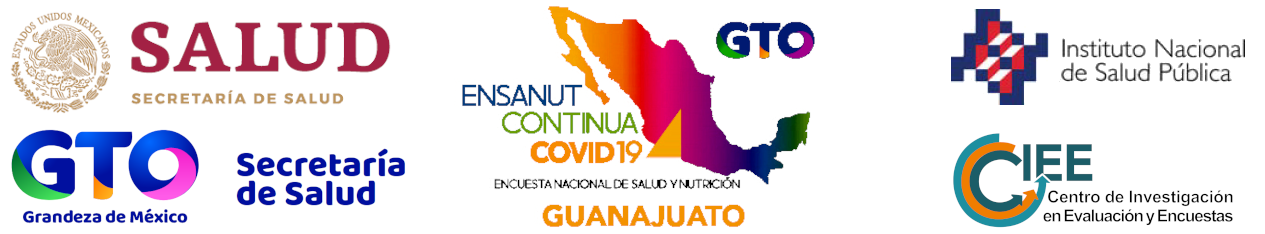 ESTADOS UNIDOS MEXICANOS
SALUD
SECRETARÍA DE SALUD
GTO
Grandeza de México
Secretaría
de Salud
GTO
ENSANUT
CONTINUA
COVID19
ENCUESTA NACIONAL DE SALUD Y NUTRICIÓN
GUANAJUATO
Instituto Nacional
de Salud Pública
CIEE
Centro de Investigación
en Evaluación y Encuestas